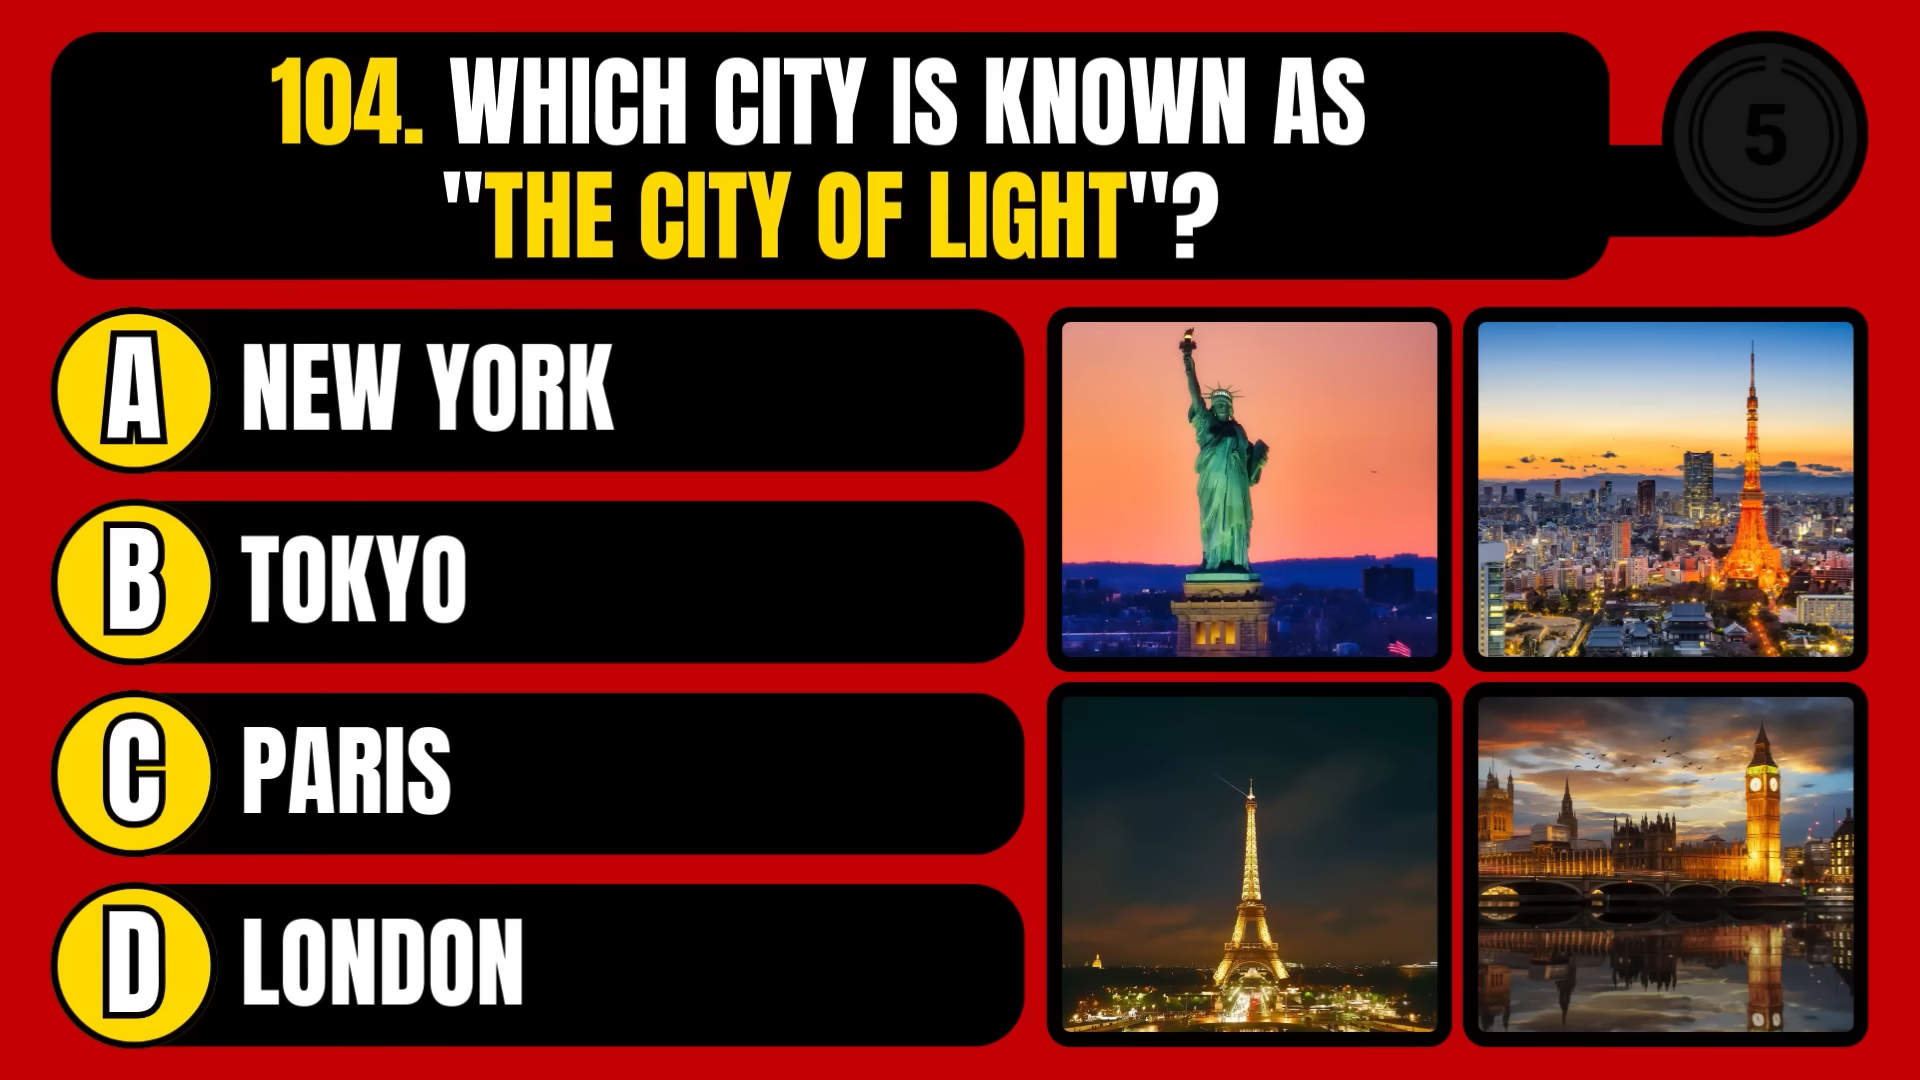 104. WHICH CITY IS KNOWN AS
"THE CITY OF LIGHT"?
5
A NEW YORK
B TOKYO
C PARIS
D LONDON